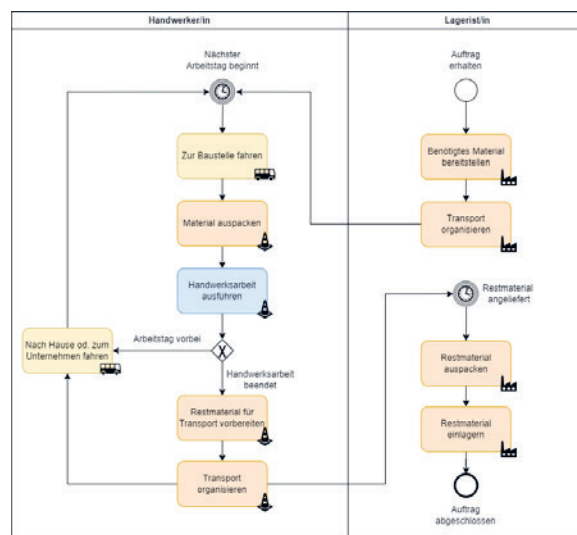 Handwerker/in
Lagerist/in
Nächster
Arbeitstag beginnt
Auftrag
erhalten
Zur Baustelle fahren
Benötigtes Material
bereitstellen
Material auspacken
Transport
organisieren
Handwerksarbeit
ausführen
Restmaterial
angeliefert
Arbeitstag vorbei
Nach Hause od. zum
Unternehmen fahren
Handwerksarbeit
beendet
Restmaterial
auspacken
Restmaterial für
Transport vorbereiten
Restmaterial
einlagern
Transport
organisieren
Auftrag
abgeschlossen